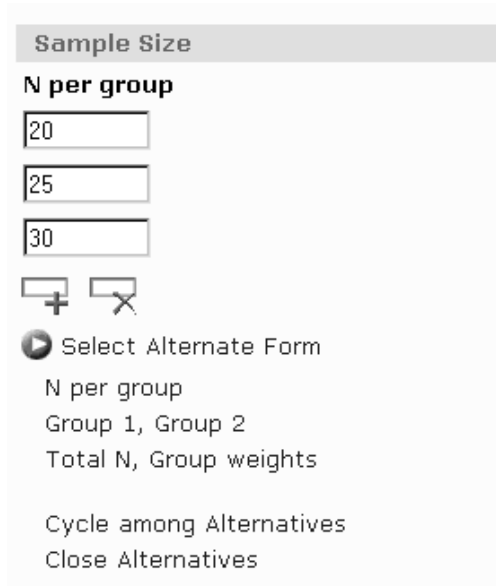 Sample Size
N per group
20
25
30
Select Alternate Form
N per group
Group 1, Group 2
Total N, Group weights
Cycle among Alternatives
Close Alternatives